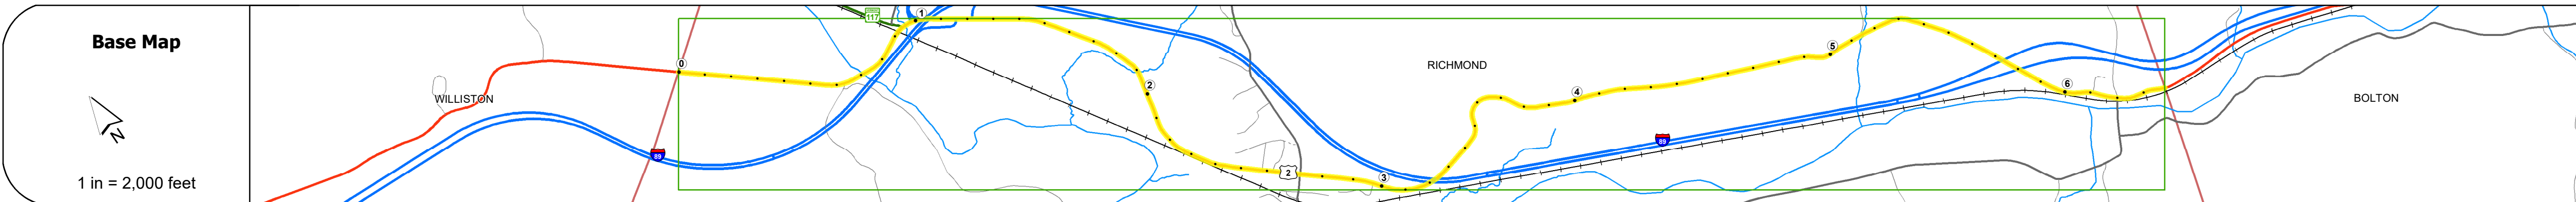 Base Map
N
1 in = 2,000 feet
WILLISTON
89
0
117
1
2
2
3
RICHMOND
4
89
5
6
BOLTON